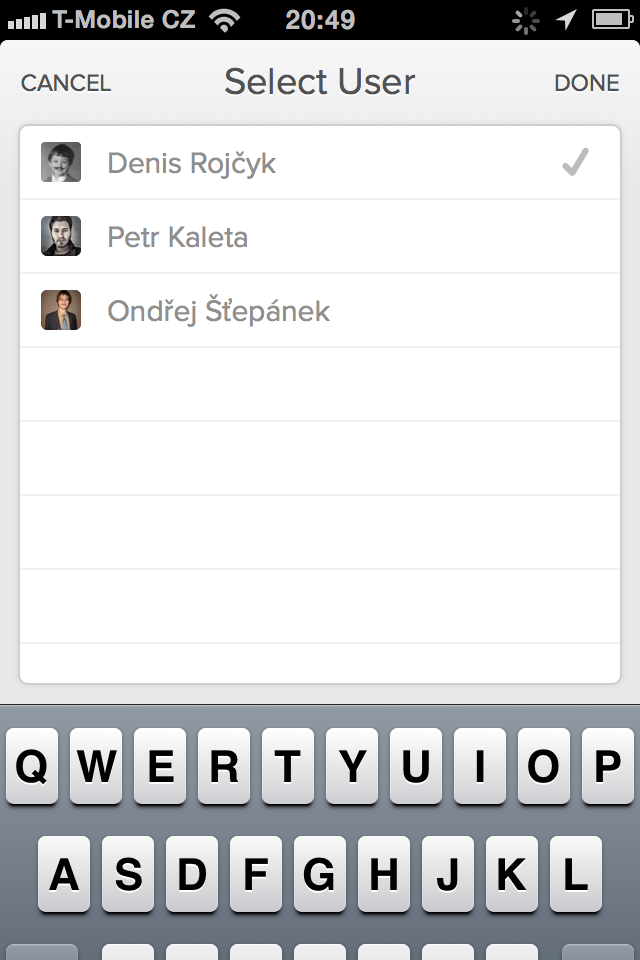 T-Mobile CZ 20:49
CANCEL Select User DONE
Denis Rojčyk
Petr Kaleta
Ondřej Šťepánek
Q W E R T Y U I O P
A S D F G H J K L